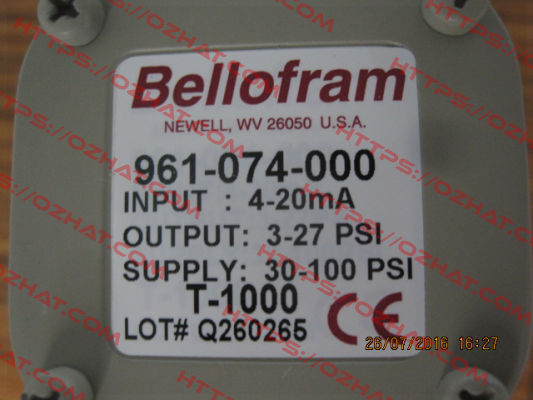 Bellofram
NEWELL, WV 26050 U.S.A.
961-074-000
INPUT : 4-20mA
OUTPUT: 3-27 PSI
SUPPLY: 30-100 PSI
T-1000
LOT# Q260265
CE
26/07/2016 16:27
HTTPS://OZHAT.COM